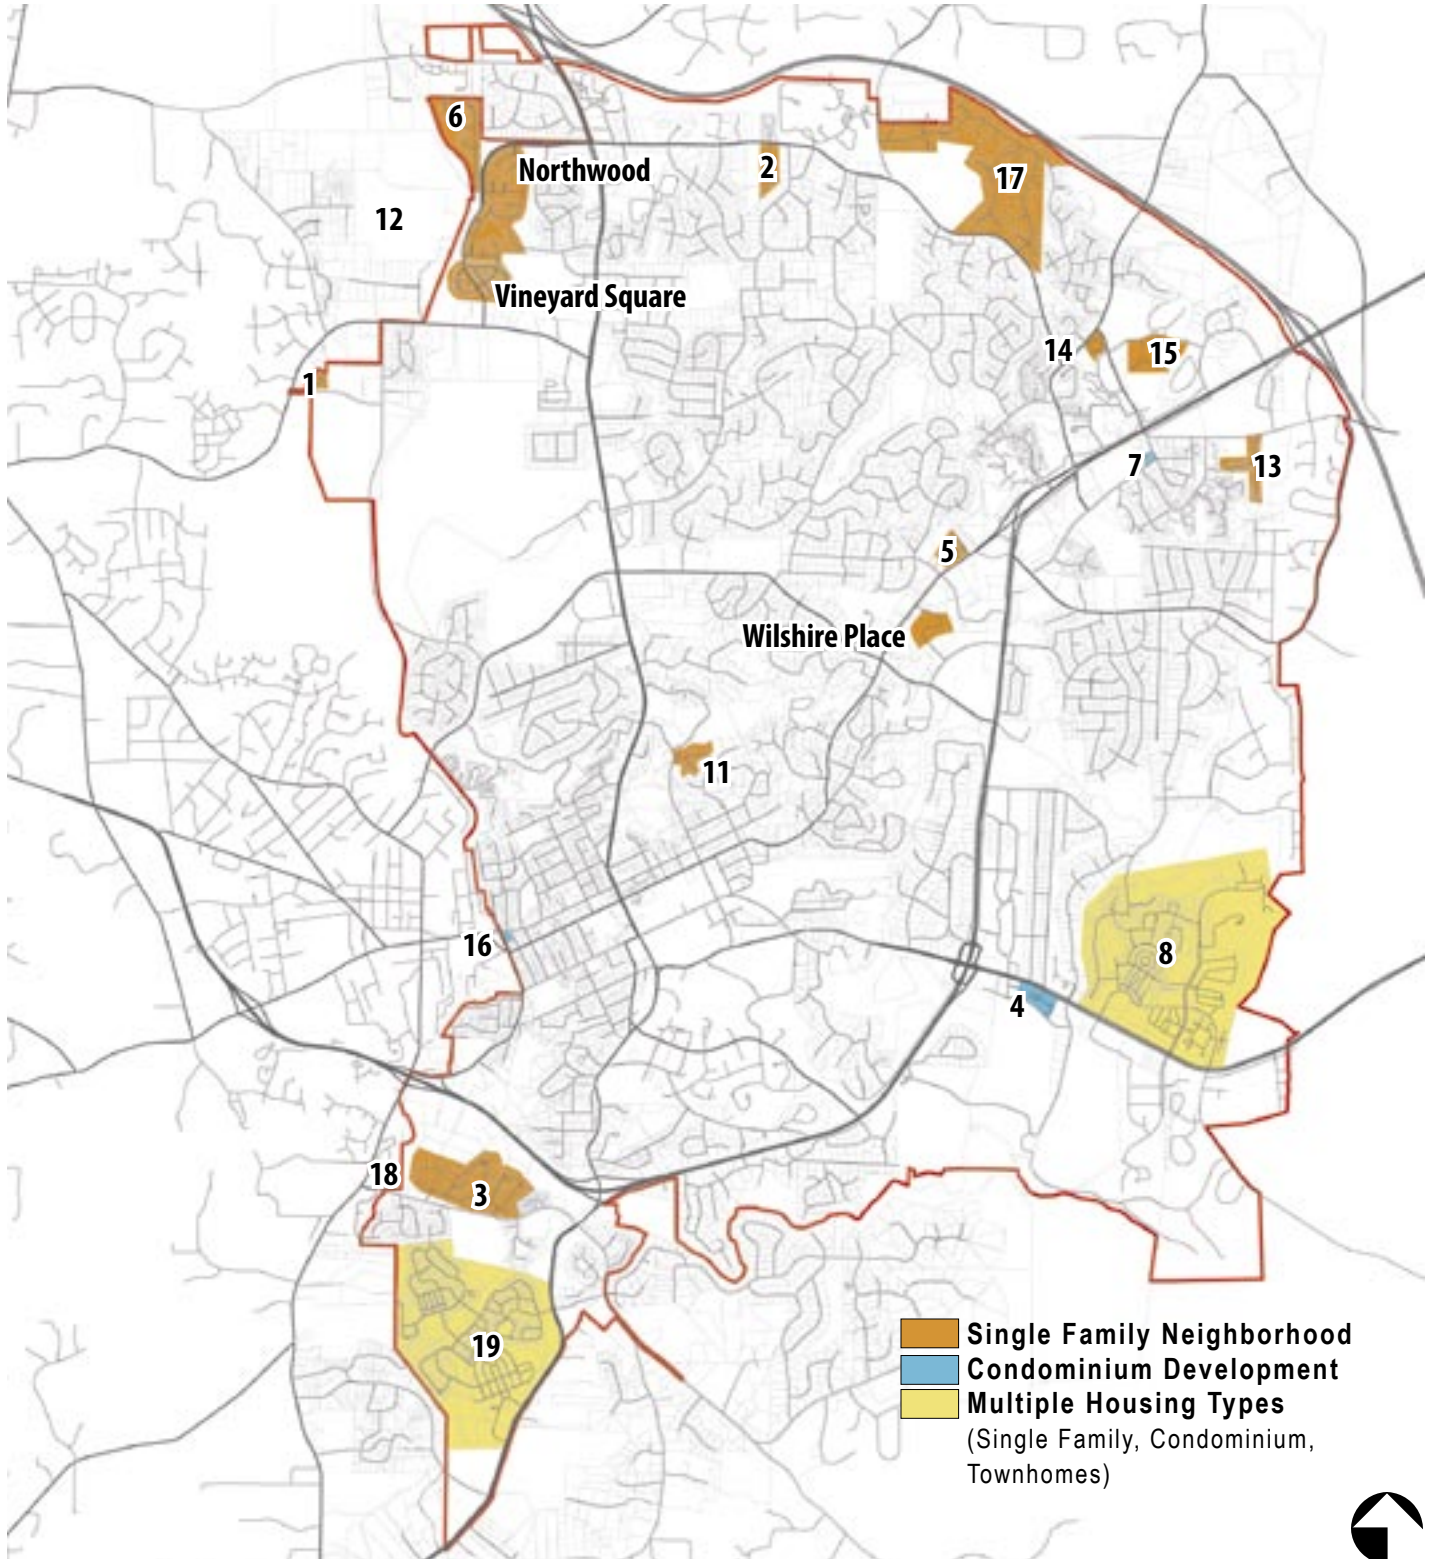 6
Northwood
2
17
12
Vineyard Square
14
15
1
7
13
5
Wilshire Place
11
16
8
4
18
3
19
Single Family Neighborhood
Condominium Development
Multiple Housing Types
(Single Family, Condominium,
Townhomes)